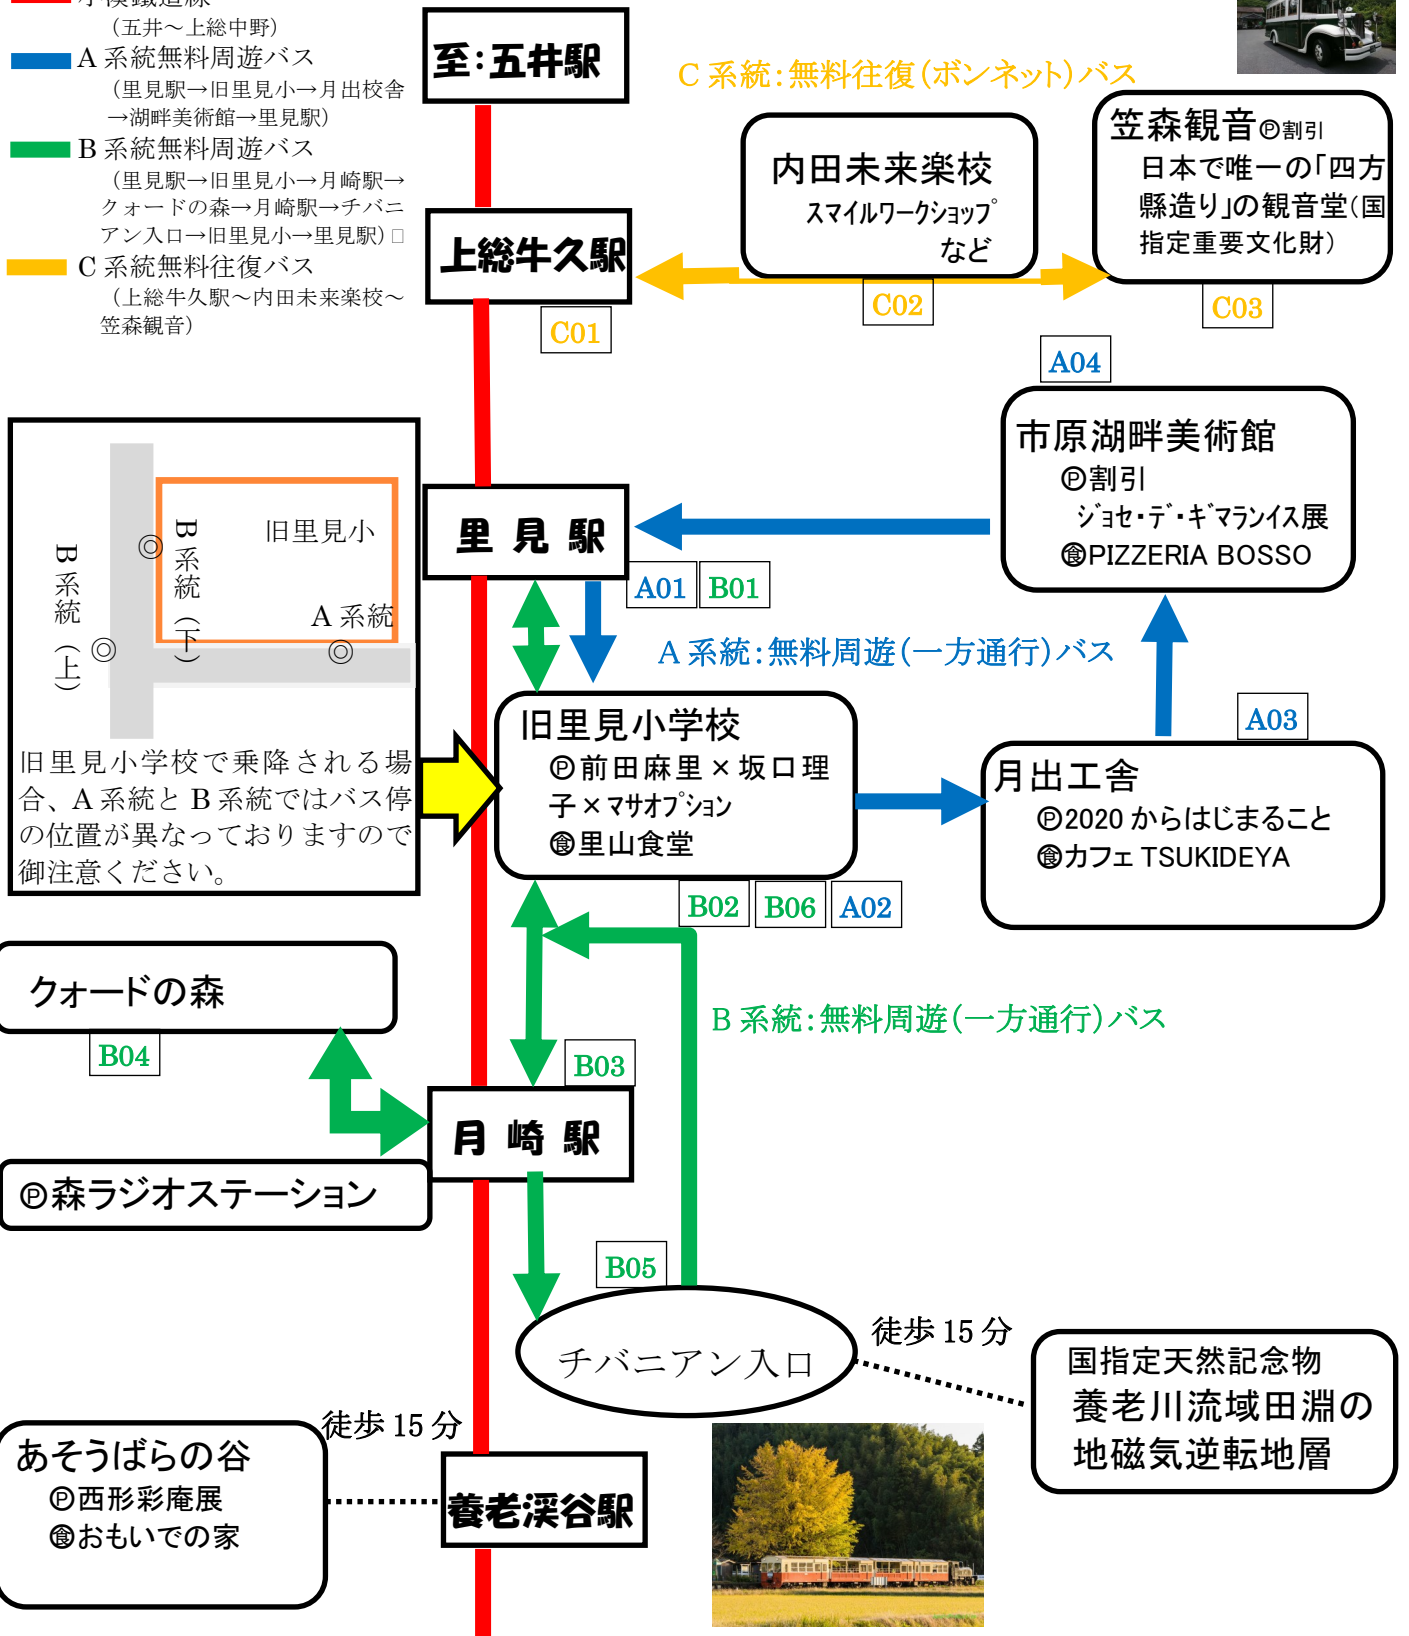 小湊鐵道線
（五井～上総中野）
A 系統無料周遊バス
（里見駅→旧里見小→月出校舎
→湖畔美術館→里見駅）
B 系統無料周遊バス
（里見駅→旧里見小→月崎駅→
クォードの森→月崎駅→チバニ
アン入口→旧里見小→里見駅）□
C 系統無料往復バス
（上総牛久駅～内田未来楽校～
笠森観音）
至：五井駅
C 系統：無料往復（ボンネット）バス
内田未来楽校
スマイルワークショップ
など
笠森観音Ⓟ割引
日本で唯一の「四方
縣造り」の観音堂（国
指定重要文化財）
上総牛久駅
C01
C02
C03
A04
市原湖畔美術館
Ⓟ割引
ジョセ・デ・ギマランイス展
㊎PIZZERIA BOSSO
里見駅
A01
B01
A 系統：無料周遊（一方通行）バス
旧里見小
B 系統（下）
B 系統（上）
A 系統
◎
◎
◎
旧里見小学校で乗降される場
合、A 系統と B 系統ではバス停
の位置が異なっておりますので
御注意ください。
旧里見小学校
Ⓟ前田麻里×坂口理
子×マサオプション
食里山食堂
B02
B06
A02
A03
月出工舎
Ⓟ2020 からはじまること
食カフェ TSUKIDEYA
クォードの森
B04
B 系統：無料周遊（一方通行）バス
B03
月崎駅
Ⓟ森ラジオステーション
B05
チバニアン入口
徒歩 15 分
国指定天然記念物
養老川流域田淵の
地磁気逆転地層
徒歩 15 分
あそうばらの谷
Ⓟ西形彩庵展
食おもいでの家
養老渓谷駅